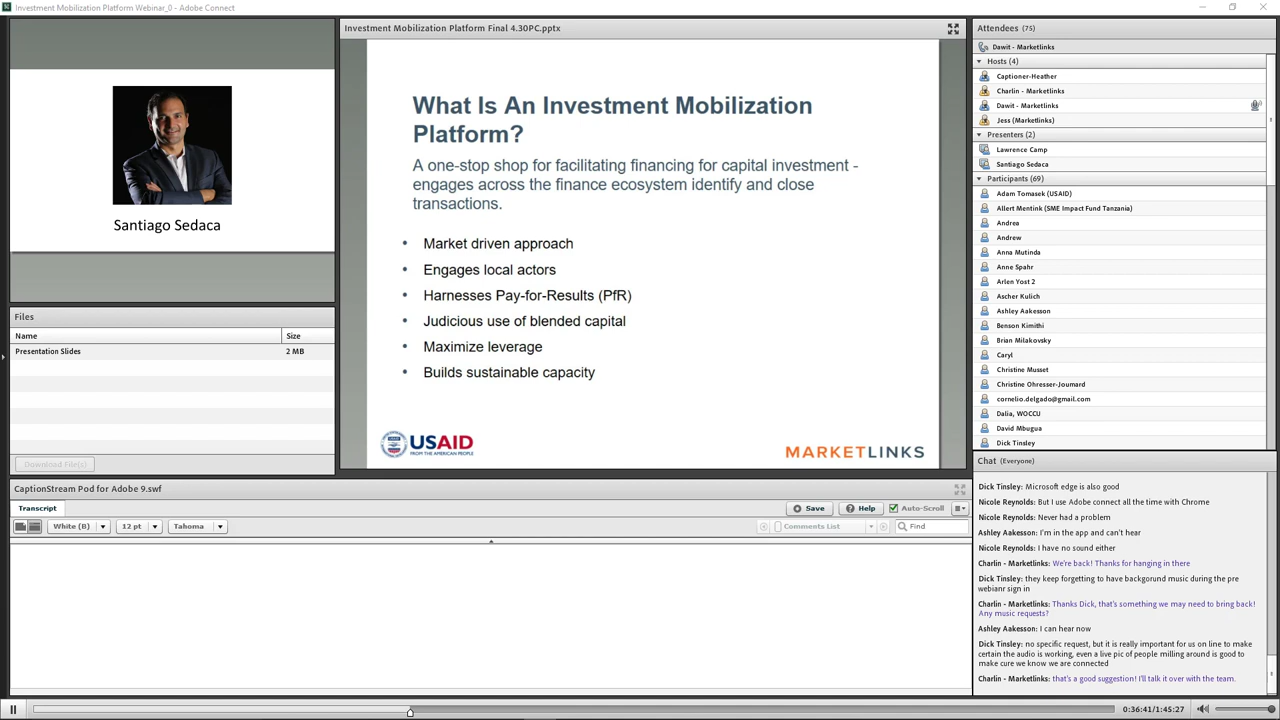 Investment Mobilization Platform Webinar_0 - Adobe Connect
Santiago Sedaca
Files
Name Size
Presentation Slides 2 MB
Download File(s)
Investment Mobilization Platform Final 4.30PC.pptx
What Is An Investment Mobilization
Platform?
A one-stop shop for facilitating financing for capital investment -
engages across the finance ecosystem identify and close
transactions.
• Market driven approach
• Engages local actors
• Harnesses Pay-for-Results (PfR)
• Judicious use of blended capital
• Maximize leverage
• Builds sustainable capacity
USAID
FROM THE AMERICAN PEOPLE
MARKETLINKS
CaptionStream Pod for Adobe 9.swf
Transcript
Save Help Auto-Scroll
White (B) 12 pt Tahoma Comments List Find
Attendees (75)
Dawit - Marketlinks
Hosts (4)
Captioner-Heather
Charlin - Marketlinks
Dawit - Marketlinks
Jess (Marketlinks)
Presenters (2)
Lawrence Camp
Santiago Sedaca
Participants (69)
Adam Tomasek (USAID)
Allert Mentink (SME Impact Fund Tanzania)
Andrea
Andrew
Anna Mutinda
Anne Spahr
Arlen Yost 2
Ascher Kulich
Ashley Aakesson
Benson Kimithi
Brian Milakovsky
Caryl
Christine Musset
Christine Ohresser-Joumard
cornelio.delgado@gmail.com
Dalia, WOCCU
David Mbugua
Dick Tinsley
Chat (Everyone)
Dick Tinsley: Microsoft edge is also good
Nicole Reynolds: But I use Adobe connect all the time with Chrome
Nicole Reynolds: Never had a problem
Ashley Aakesson: I'm in the app and can't hear
Nicole Reynolds: I have no sound either
Charlin - Marketlinks: We're back! Thanks for hanging in there
Dick Tinsley: they keep forgetting to have backgorund music during the pre
webianr sign in
Charlin - Marketlinks: Thanks Dick, that's something we may need to bring back!
Any music requests?
Ashley Aakesson: I can hear now
Dick Tinsley: no specific request, but it is really important for us on line to make
certain the audio is working, even a live pic of people milling around is good to
make cure we know we are connected
Charlin - Marketlinks: that's a good suggestion! I'll talk it over with the team.
0:36:41/1:45:27